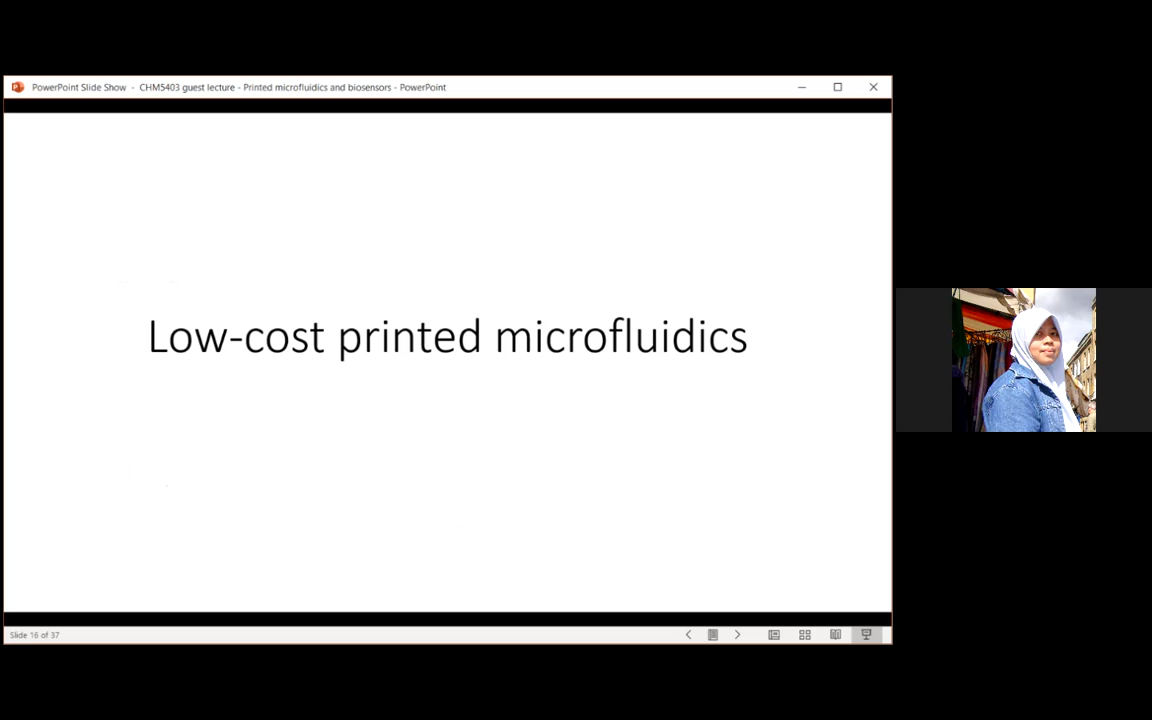 PowerPoint Slide Show - CHM5403 guest lecture - Printed microfluidics and biosensors - PowerPoint
Low-cost printed microfluidics
Slide 16 of 37